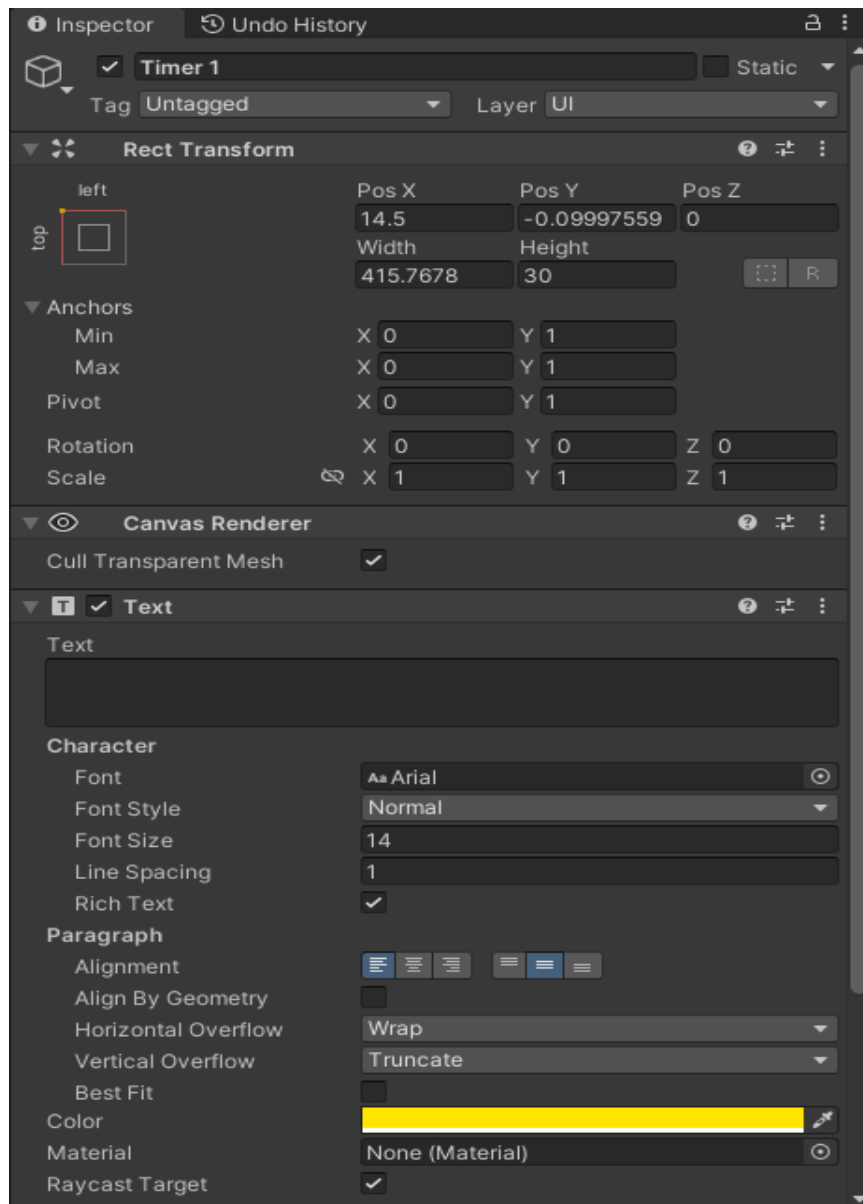 Inspector Undo History
Timer 1 Static
Tag Untagged Layer UI
Rect Transform
left Pos X Pos Y Pos Z
top 14.5 -0.09997559 0
Width Height
415.7678 30 R
Anchors
Min X 0 Y 1
Max X 0 Y 1
Pivot X 0 Y 1
Rotation X 0 Y 0 Z 0
Scale X 1 Y 1 Z 1
Canvas Renderer
Cull Transparent Mesh
T Text
Text
Character
Font Aa Arial
Font Style Normal
Font Size 14
Line Spacing 1
Rich Text
Paragraph
Alignment
Align By Geometry
Horizontal Overflow Wrap
Vertical Overflow Truncate
Best Fit
Color
Material None (Material)
Raycast Target